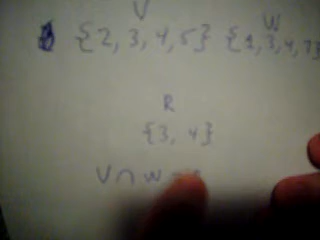 V W
{2, 3, 4, 5} {1, 3, 4, 7}
R
{3, 4}
V ∩ W =